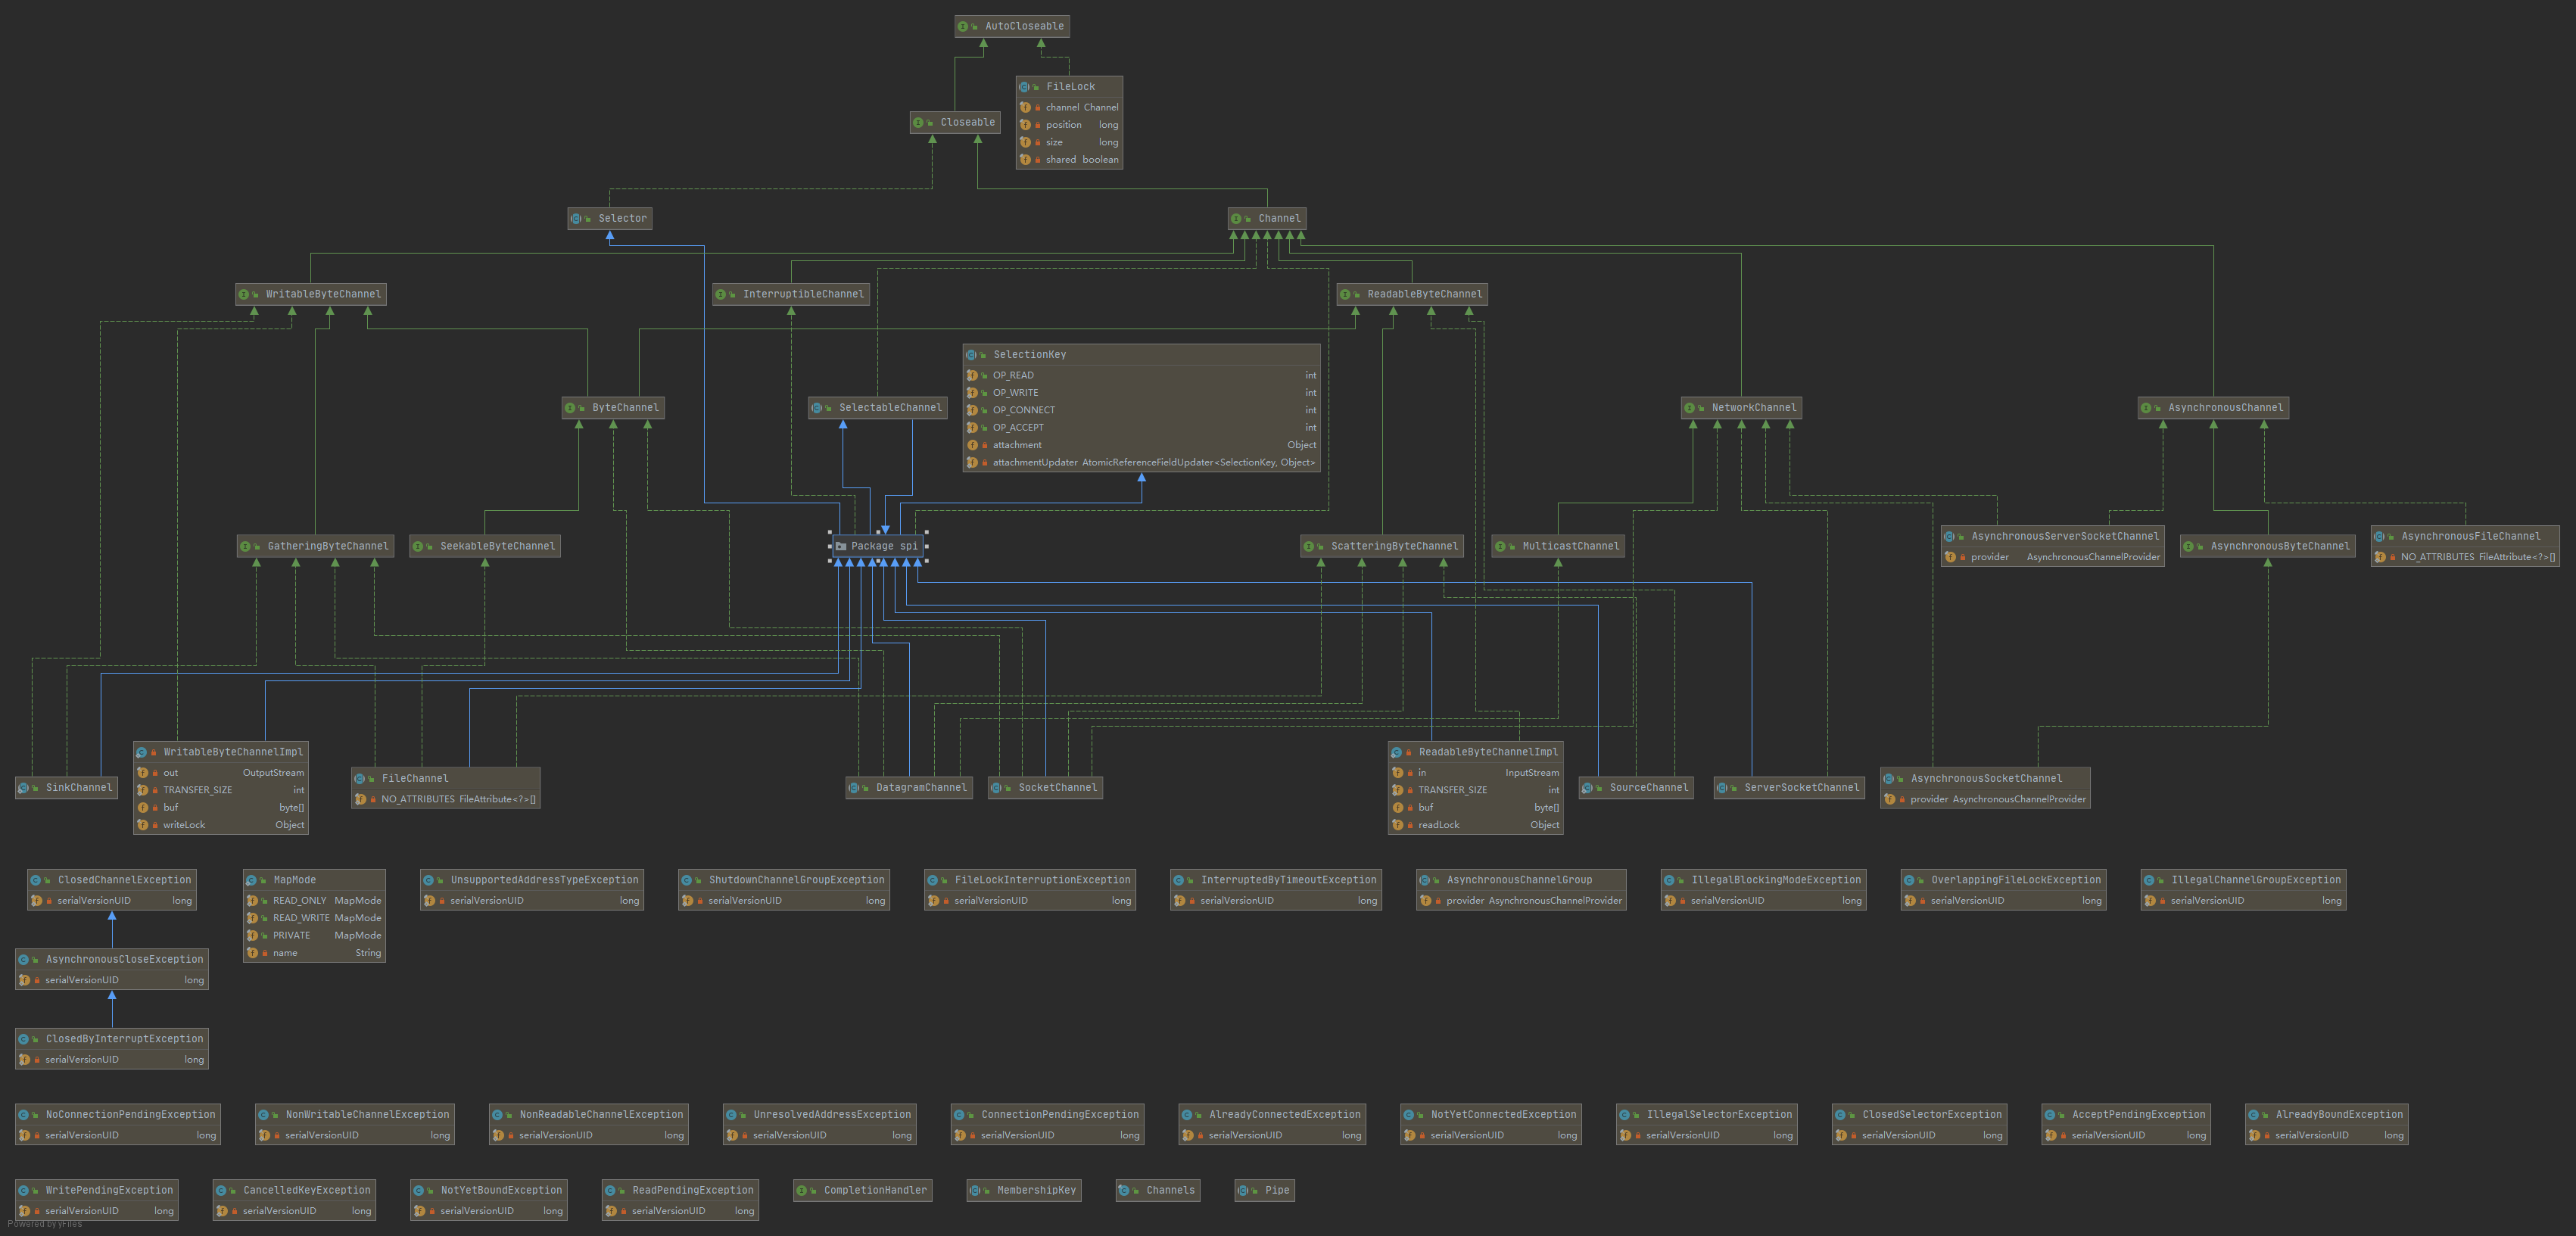 AutoCloseable
FileLock
channel Channel
position long
size long
shared boolean
Closeable
Selector
Channel
WritableByteChannel
InterruptibleChannel
ReadableByteChannel
SelectionKey
OP_READ int
OP_WRITE int
OP_CONNECT int
OP_ACCEPT int
attachment Object
attachmentUpdater AtomicReferenceFieldUpdater<SelectionKey, Object>
ByteChannel
SelectableChannel
NetworkChannel
AsynchronousChannel
GatheringByteChannel
SeekableByteChannel
Package spi
ScatteringByteChannel
MulticastChannel
AsynchronousServerSocketChannel
provider AsynchronousChannelProvider
AsynchronousByteChannel
AsynchronousFileChannel
NO_ATTRIBUTES FileAttribute<?>[]
SinkChannel
WritableByteChannelImpl
out OutputStream
TRANSFER_SIZE int
buf byte[]
writeLock Object
FileChannel
NO_ATTRIBUTES FileAttribute<?>[]
DatagramChannel
SocketChannel
ReadableByteChannelImpl
in InputStream
TRANSFER_SIZE int
buf byte[]
readLock Object
SourceChannel
ServerSocketChannel
AsynchronousSocketChannel
provider AsynchronousChannelProvider
ClosedChannelException
serialVersionUID long
MapMode
READ_ONLY MapMode
READ_WRITE MapMode
PRIVATE MapMode
name String
UnsupportedAddressTypeException
serialVersionUID long
ShutdownChannelGroupException
serialVersionUID long
FileLockInterruptionException
serialVersionUID long
InterruptedByTimeoutException
serialVersionUID long
AsynchronousChannelGroup
provider AsynchronousChannelProvider
IllegalBlockingModeException
serialVersionUID long
OverlappingFileLockException
serialVersionUID long
IllegalChannelGroupException
serialVersionUID long
AsynchronousCloseException
serialVersionUID long
ClosedByInterruptException
serialVersionUID long
NoConnectionPendingException
serialVersionUID long
NonWritableChannelException
serialVersionUID long
NonReadableChannelException
serialVersionUID long
UnresolvedAddressException
serialVersionUID long
ConnectionPendingException
serialVersionUID long
AlreadyConnectedException
serialVersionUID long
NotYetConnectedException
serialVersionUID long
IllegalSelectorException
serialVersionUID long
ClosedSelectorException
serialVersionUID long
AcceptPendingException
serialVersionUID long
AlreadyBoundException
serialVersionUID long
WritePendingException
serialVersionUID long
CancelledKeyException
serialVersionUID long
NotYetBoundException
serialVersionUID long
ReadPendingException
serialVersionUID long
CompletionHandler
MembershipKey
Channels
Pipe
Powered by yFiles